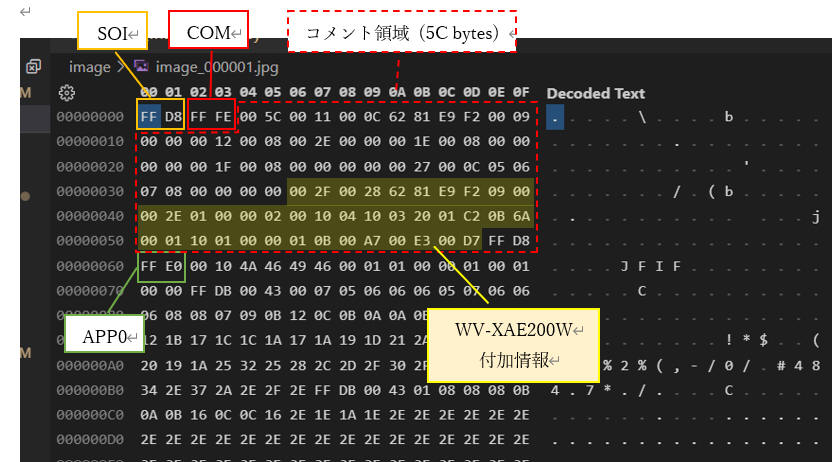 SOI
COM
コメント領域（5C bytes）
image > image_000001.jpg
M
00 01 02 03 04 05 06 07 08 09 0A 0B 0C 0D 0E 0F Decoded Text
00000000 FF D8 FF FE 00 5C 00 11 00 0C 62 81 E9 F2 00 09 . . . . . \ . . . . b . . . . .
00000010 00 00 00 12 00 08 00 2E 00 00 00 1E 00 08 00 00 . . . . . . . . . . . . . . . .
00000020 00 00 00 1F 00 08 00 00 00 00 00 27 00 0C 05 06 . . . . . . . . . . . ' . . . .
00000030 07 08 00 00 00 00 00 2F 00 28 62 81 E9 F2 09 00 . . . . . . . / . ( b . . . . .
00000040 00 2E 01 00 00 02 00 10 04 10 03 20 01 C2 0B 6A . . . . . . . . . . . . . . j
00000050 00 01 10 01 00 00 01 0B 00 A7 00 E3 00 D7 FF D8 . . . . . . . . . . . . . . . .
00000060 FF E0 00 10 4A 46 49 46 00 01 01 00 00 01 00 01 . . . . J F I F . . . . . . . .
00000070 00 00 FF DB 00 43 00 07 05 06 06 06 05 07 06 06 . . . . . C . . . . . . . . . .
06 08 08 07 09 0B 12 0C 0B 0A 0A
APP0
12 1B 17 1C 1C 1A 17 1A 19 1D 21 2A ! * $ . (
M
000000A0 20 19 1A 25 32 25 28 2C 2D 2F 30 % 2 % ( , - / 0 / . # 4 8
34 2E 37 2A 2E 2F 2E FF DB 00 43 01 08 08 08 0B 4 . 7 * . / . . . . C . . . . .
000000C0 0A 0B 16 0C 0C 16 2E 1E 1A 1E 2E 2E 2E 2E 2E 2E . . . . . . . . . . . . . . . .
000000D0 2E 2E 2E 2E 2E 2E 2E 2E 2E 2E 2E 2E 2E 2E 2E 2E . . . . . . . . . . . . . . . .
WV-XAE200W
付加情報